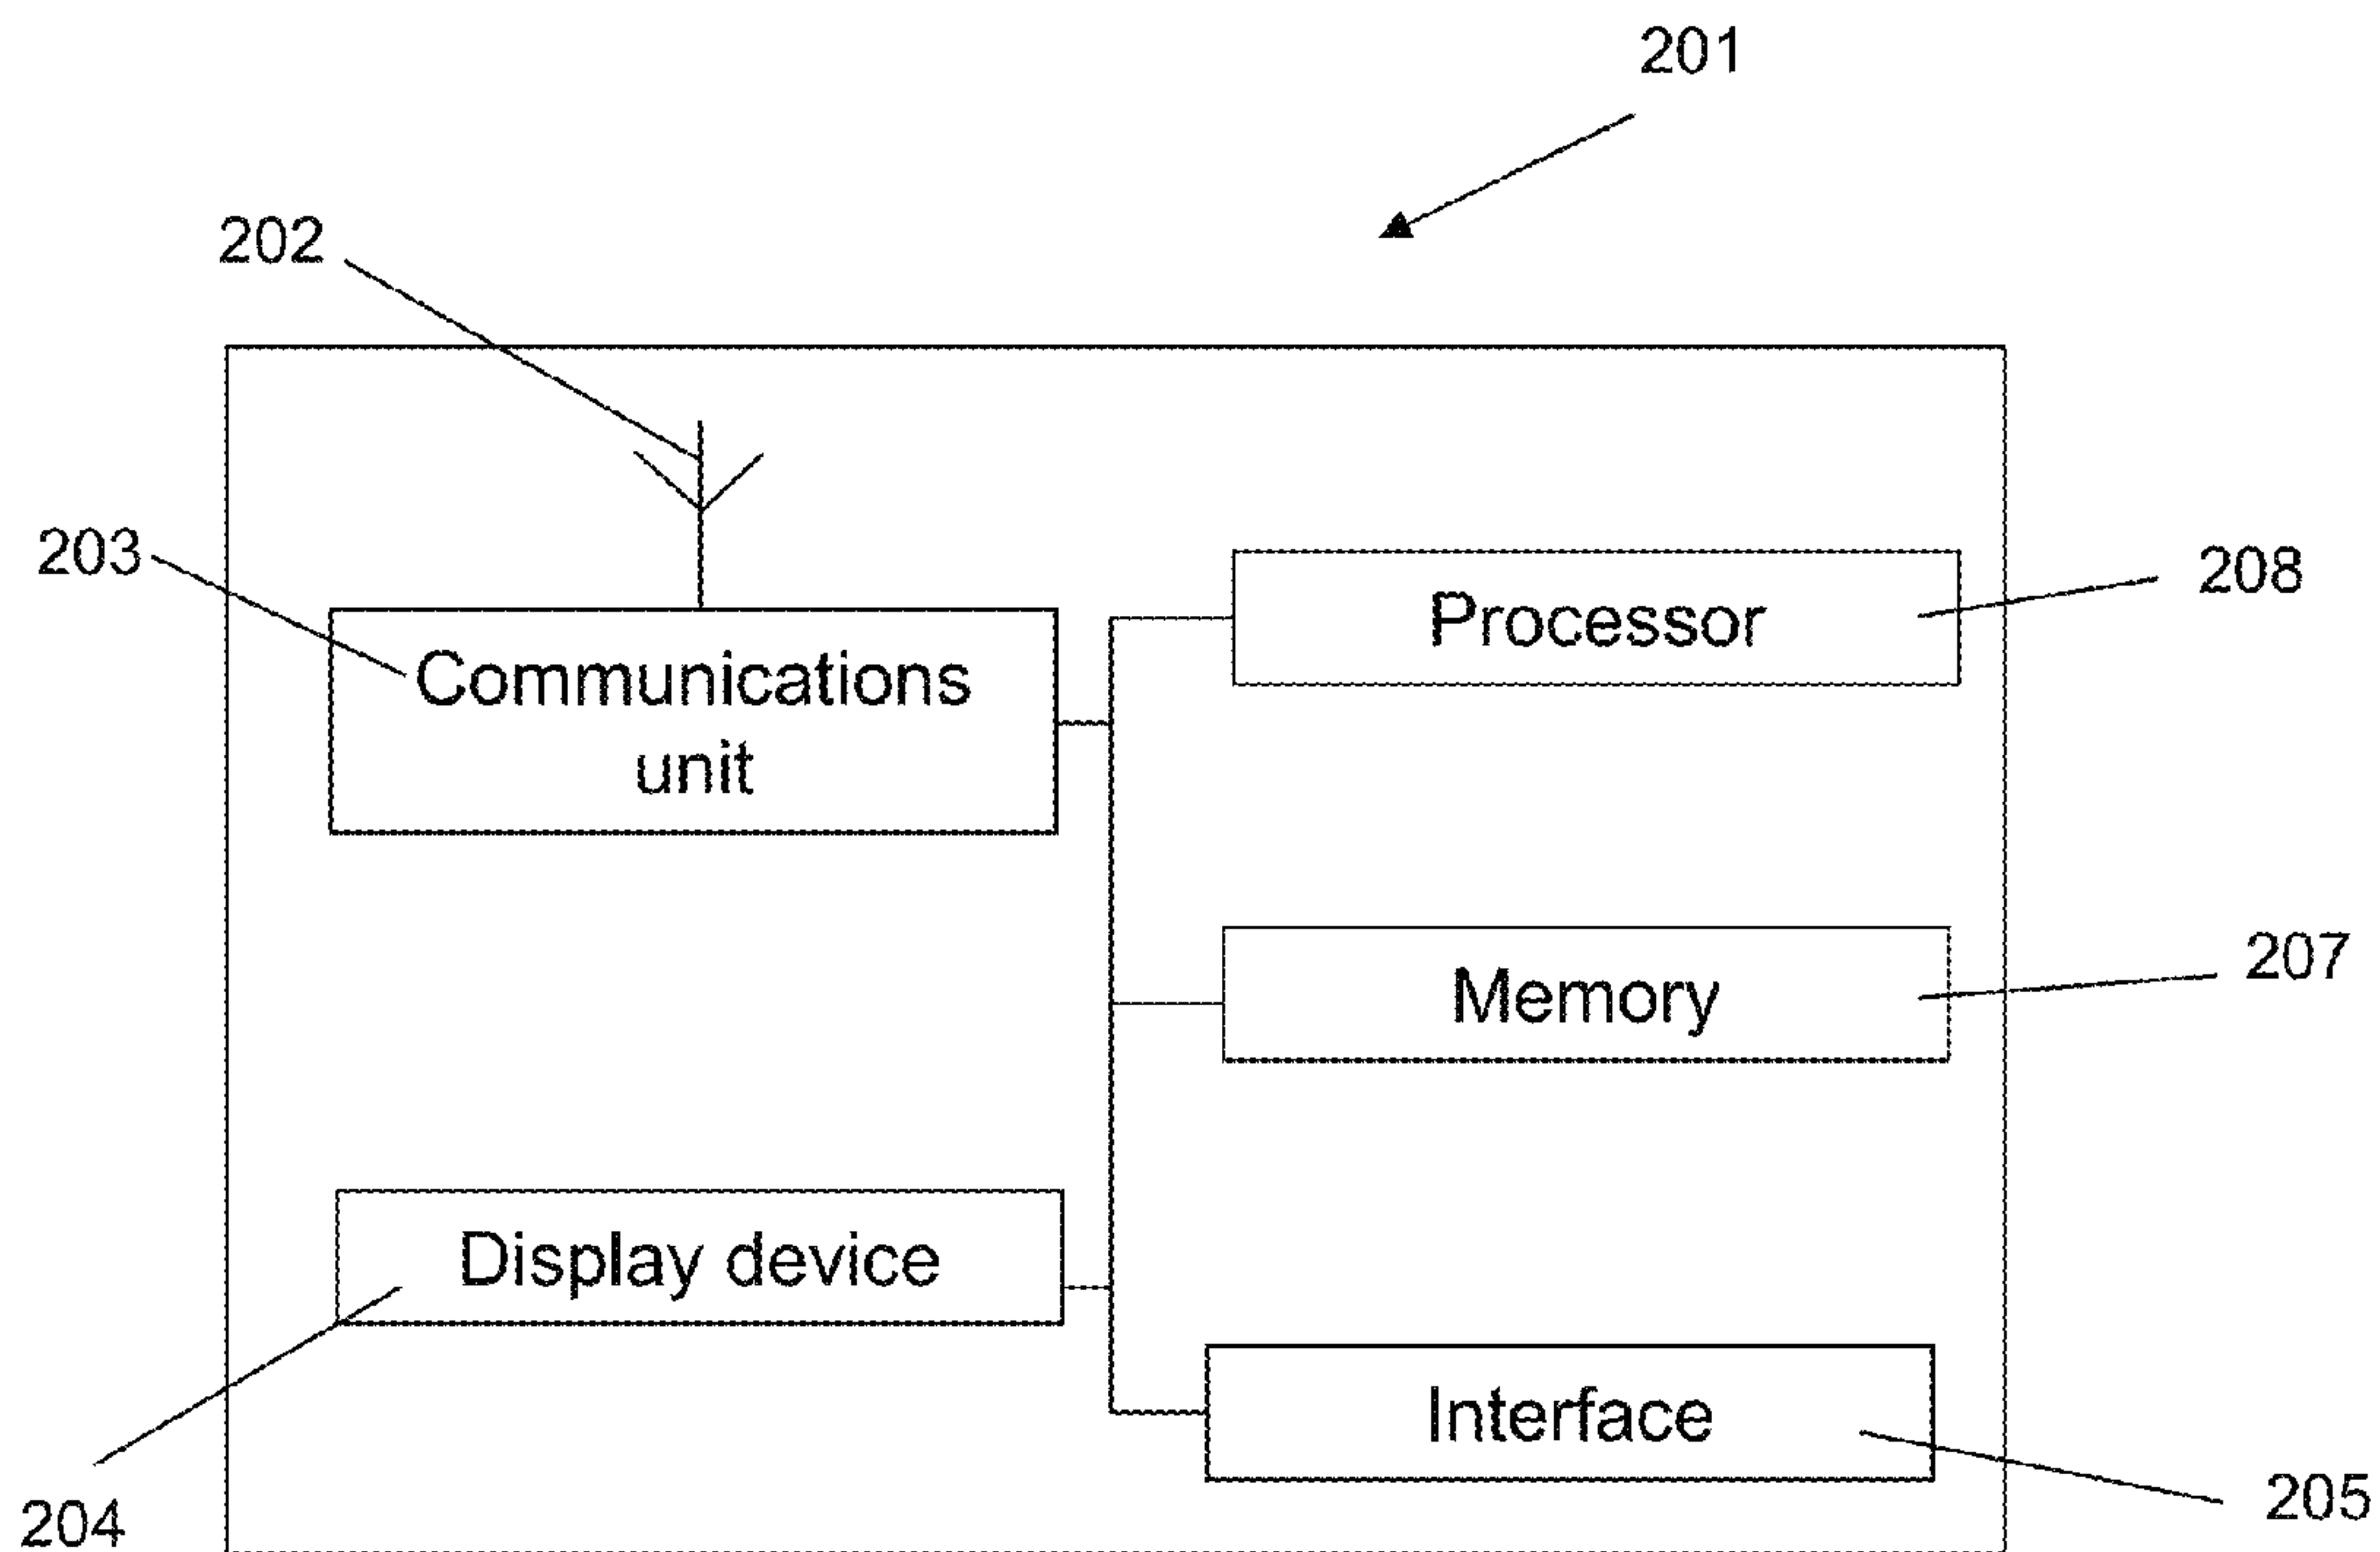 201
202
203
Communications
unit
Processor
208
Memory
207
Display device
204
Interface
205